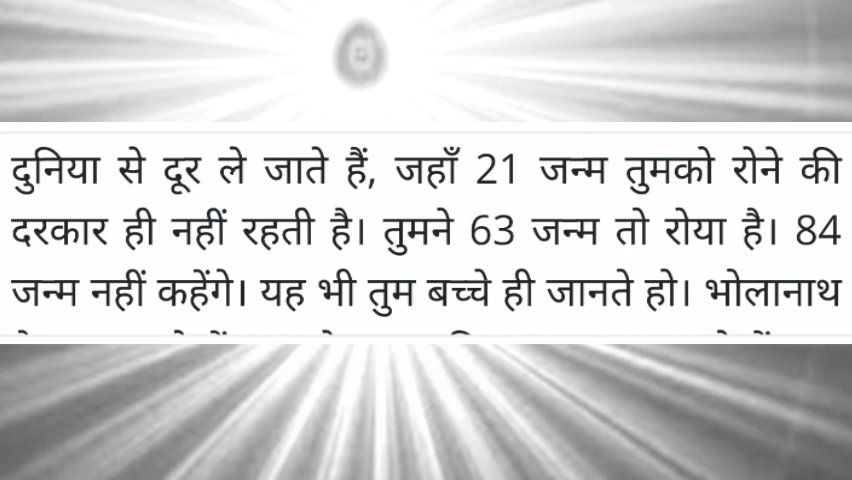 दुनिया से दूर ले जाते हैं, जहाँ 21 जन्म तुमको रोने की
दरकार ही नहीं रहती है। तुमने 63 जन्म तो रोया है। 84
जन्म नहीं कहेंगे। यह भी तुम बच्चे ही जानते हो। भोलानाथ